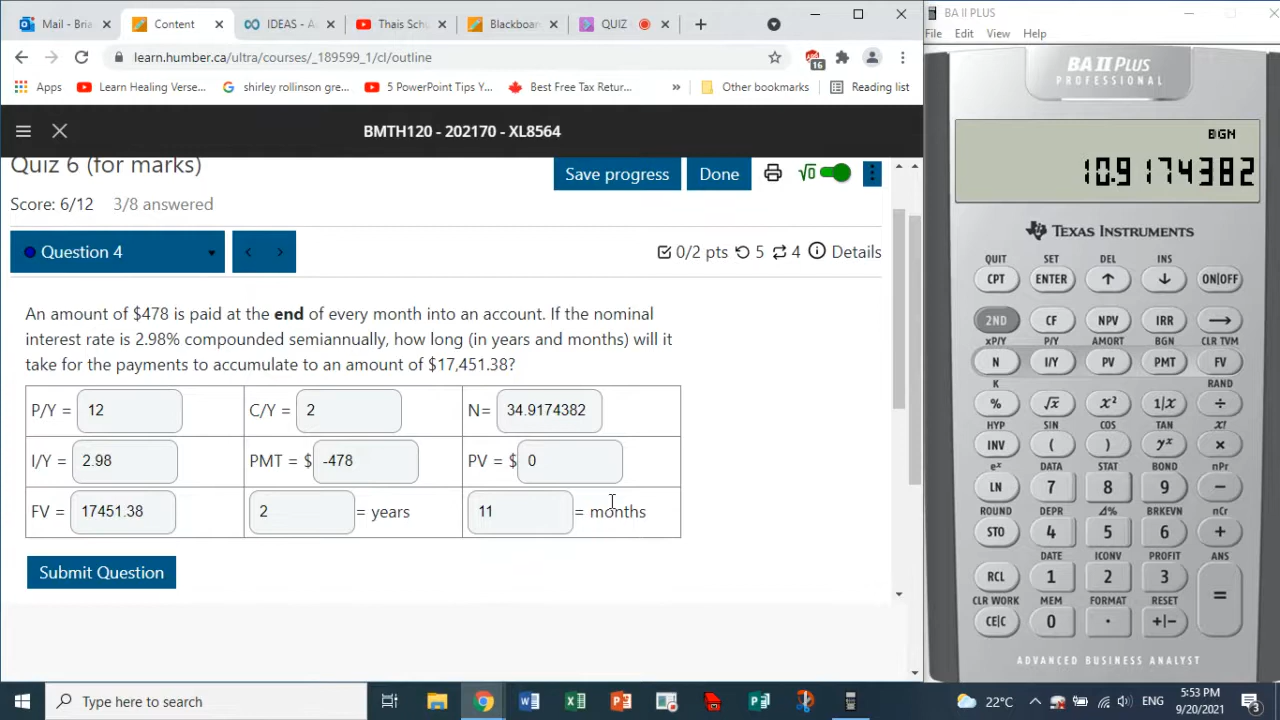 Mail - Bria
Content
IDEAS - A
Thais Schu
Blackboar
QUIZ
BA II PLUS
File Edit View Help
learn.humber.ca/ultra/courses/_189599_1/cl/outline
16
Apps
Learn Healing Verse...
shirley rollinson gre...
5 PowerPoint Tips Y...
Best Free Tax Retur...
»
Other bookmarks
Reading list
BMTH120 - 202170 - XL8564
Quiz 6 (for marks)
Save progress
Done
√0
Score: 6/12 3/8 answered
Question 4
< >
0/2 pts 5 4 Details
An amount of $478 is paid at the end of every month into an account. If the nominal
interest rate is 2.98% compounded semiannually, how long (in years and months) will it
take for the payments to accumulate to an amount of $17,451.38?
P/Y = 12 C/Y = 2 N= 34.9174382
I/Y = 2.98 PMT = $ -478 PV = $ 0
FV = 17451.38 2 = years 11 = months
Submit Question
BA II PLUS
PROFESSIONAL
BGN
10.9174382
TEXAS INSTRUMENTS
QUIT SET DEL INS
CPT ENTER ↑ ↓ ON|OFF
2ND CF NPV IRR →
xP/Y P/Y AMORT BGN CLR TVM
N I/Y PV PMT FV
K RAND
% √x x² 1/x ÷
HYP SIN COS TAN x!
INV ( ) yˣ ×
eˣ DATA STAT BOND nPr
LN 7 8 9 −
ROUND DEPR Δ% BRKEVN nCr
STO 4 5 6 +
DATE ICONV PROFIT ANS
RCL 1 2 3 =
CLR WORK MEM FORMAT RESET
CE|C 0 . +|−
ADVANCED BUSINESS ANALYST
Type here to search
22°C
ENG
5:53 PM
9/20/2021
3